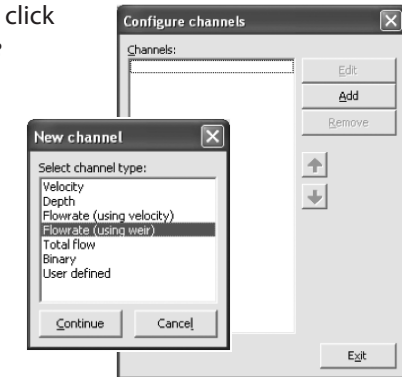 click
Configure channels
Channels:
Edit
Add
Remove
New channel
Select channel type:
Velocity
Depth
Flowrate (using velocity)
Flowrate (using weir)
Total flow
Binary
User defined
Continue
Cancel
Exit